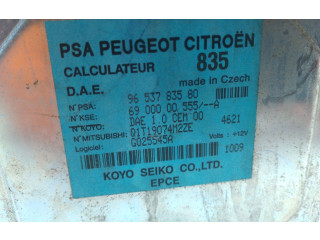 PSA PEUGEOT CITROËN
CALCULATEUR 835
D.A.E. made in Czech
N°PSA: 96 537 835 80
N°KSE: 69 000 00 555/--A
N°KOYO: DAE 1.0 CEM 00 4621
N°MITSUBISHI: Q1T19074M2ZE
Logiciel: G025545A Volts : +12V
KOYO SEIKO CO.,LTD. 1009
EPCE